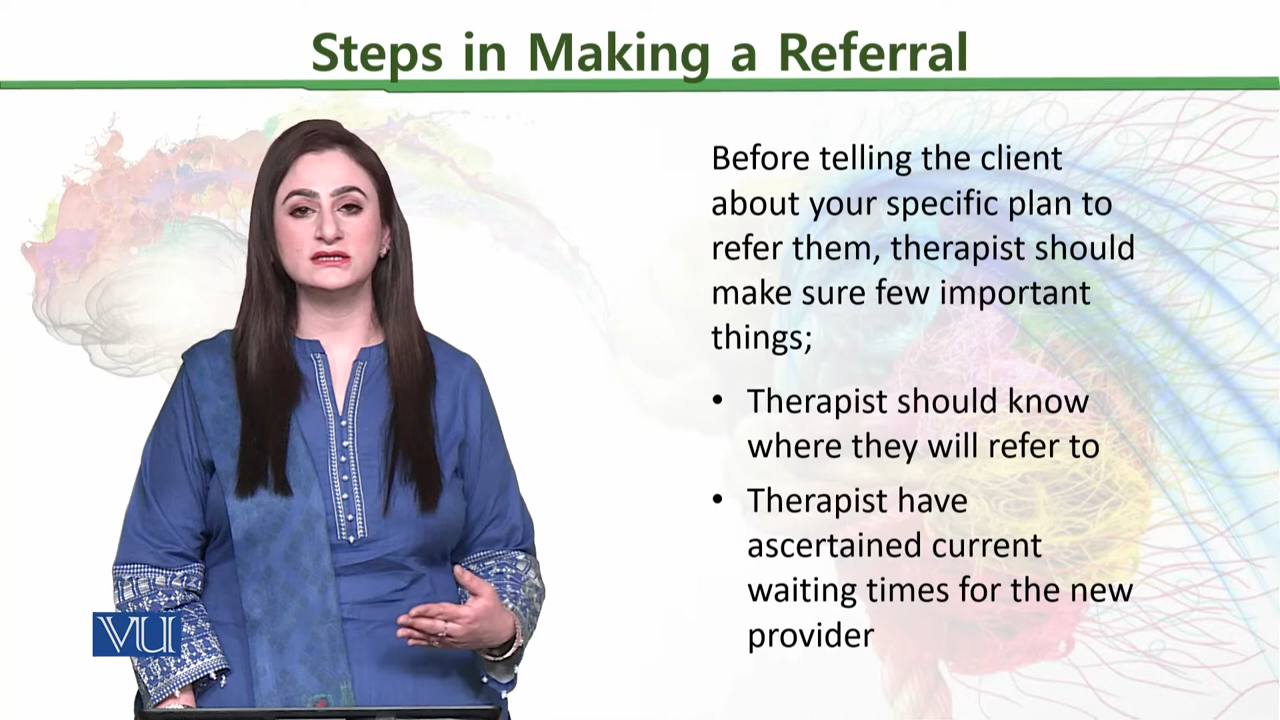 Steps in Making a Referral
Before telling the client
about your specific plan to
refer them, therapist should
make sure few important
things;
• Therapist should know
where they will refer to
• Therapist have
ascertained current
waiting times for the new
provider
VU